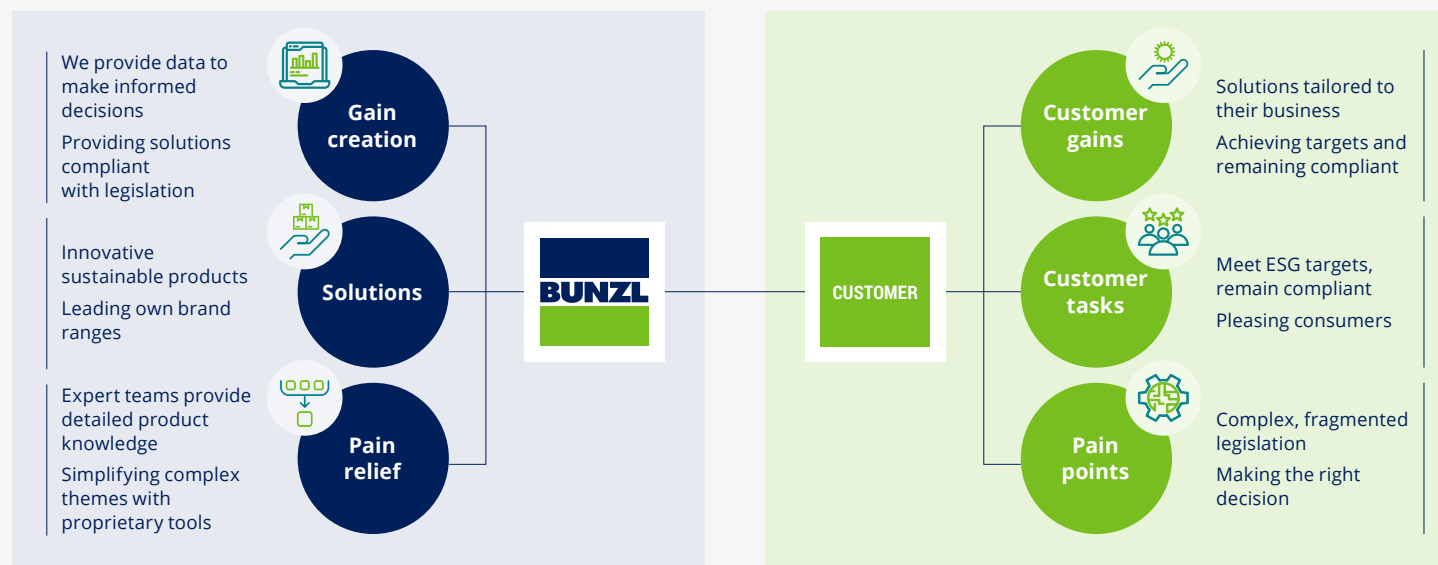 We provide data to
make informed
decisions
Providing solutions
compliant
with legislation
Gain
creation
Innovative
sustainable products
Leading own brand
ranges
Solutions
Expert teams provide
detailed product
knowledge
Simplifying complex
themes with
proprietary tools
Pain
relief
BUNZL
CUSTOMER
Customer
gains
Solutions tailored to
their business
Achieving targets and
remaining compliant
Customer
tasks
Meet ESG targets,
remain compliant
Pleasing consumers
Pain
points
Complex, fragmented
legislation
Making the right
decision